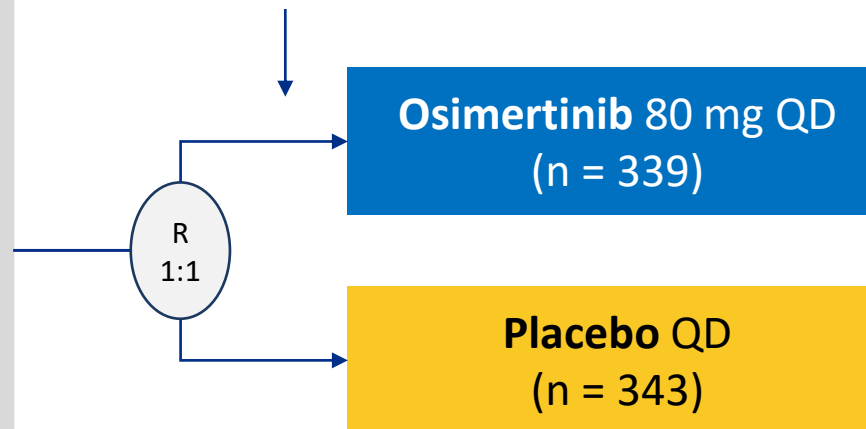 Osimertinib 80 mg QD
(n = 339)
R
1:1
Placebo QD
(n = 343)